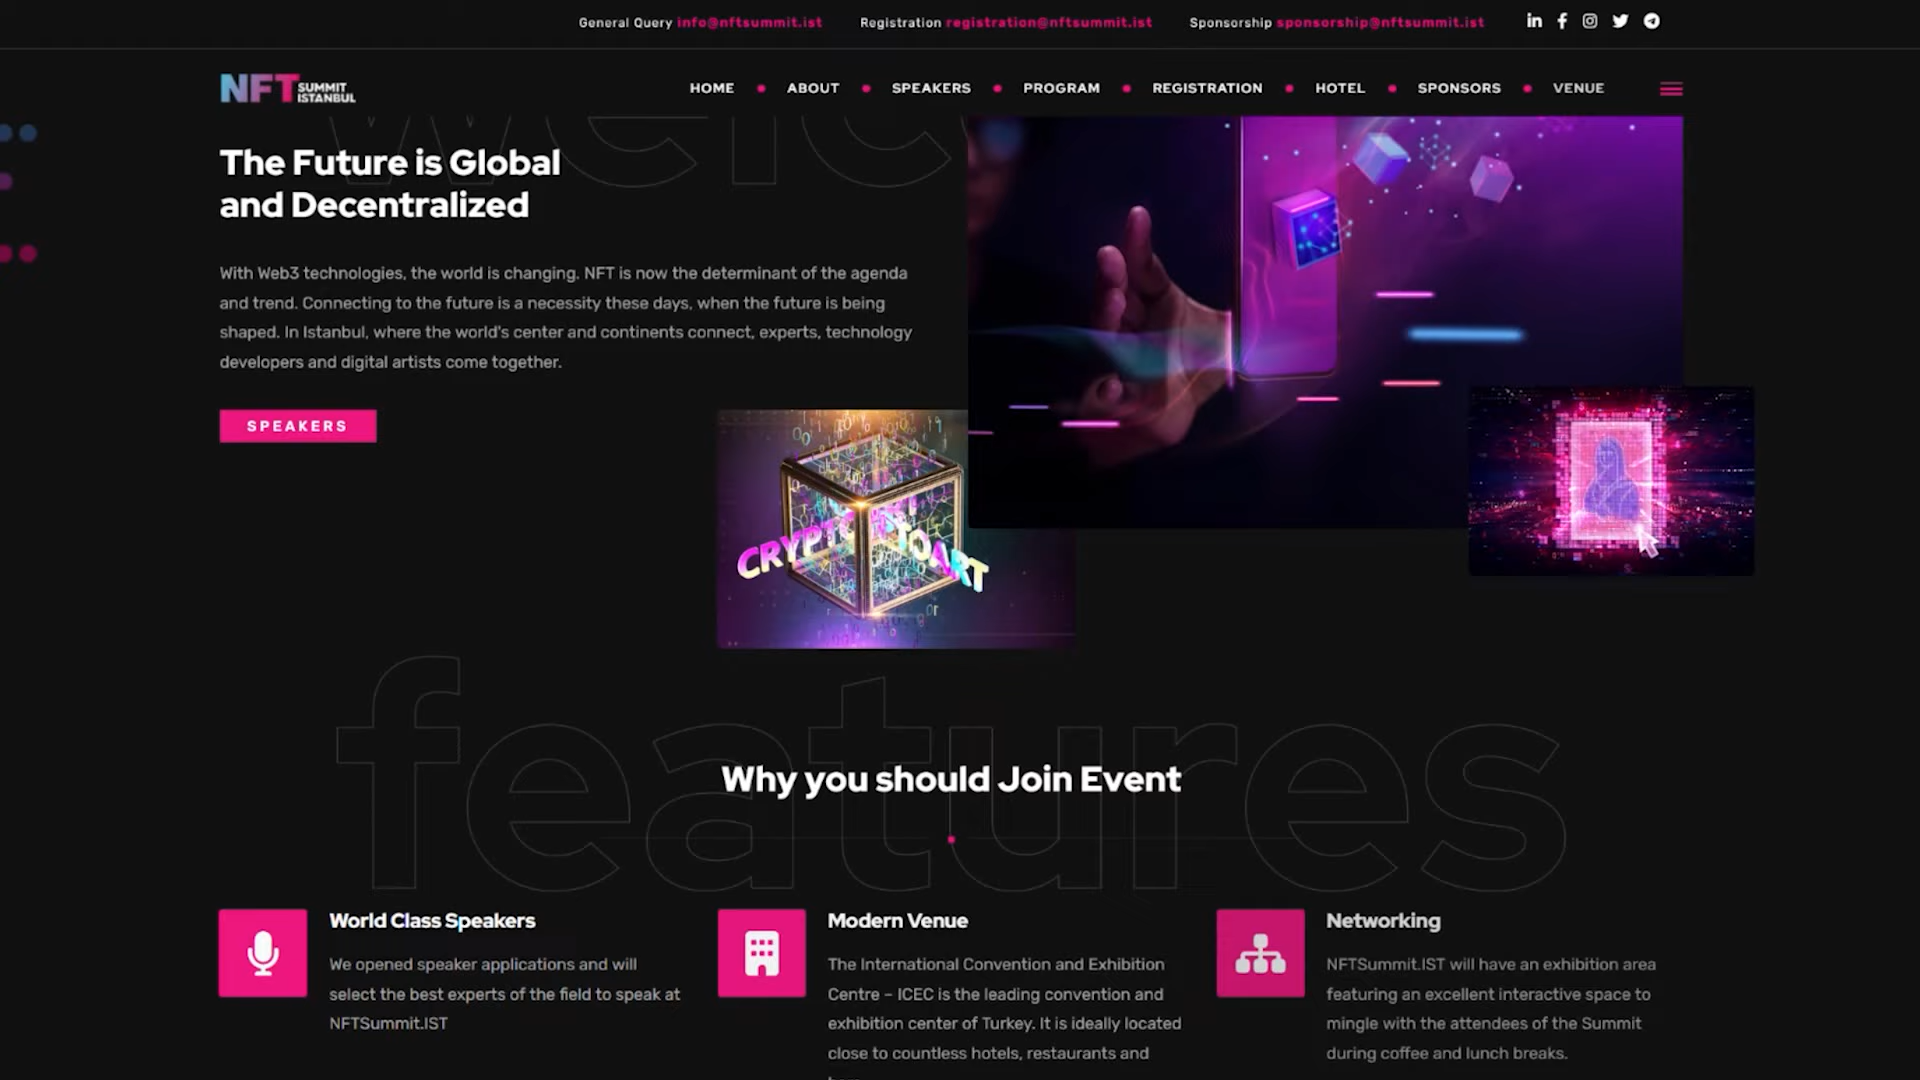 General Query info@nftsummit.ist Registration registration@nftsummit.ist Sponsorship sponsorship@nftsummit.ist
NFT SUMMIT ISTANBUL
HOME ABOUT SPEAKERS PROGRAM REGISTRATION HOTEL SPONSORS VENUE
welc
The Future is Global
and Decentralized
With Web3 technologies, the world is changing. NFT is now the determinant of the agenda
and trend. Connecting to the future is a necessity these days, when the future is being
shaped. In Istanbul, where the world's center and continents connect, experts, technology
developers and digital artists come together.
SPEAKERS
features
Why you should Join Event
World Class Speakers
We opened speaker applications and will
select the best experts of the field to speak at
NFTSummit.IST
Modern Venue
The International Convention and Exhibition
Centre – ICEC is the leading convention and
exhibition center of Turkey. It is ideally located
close to countless hotels, restaurants and
Networking
NFTSummit.IST will have an exhibition area
featuring an excellent interactive space to
mingle with the attendees of the Summit
during coffee and lunch breaks.